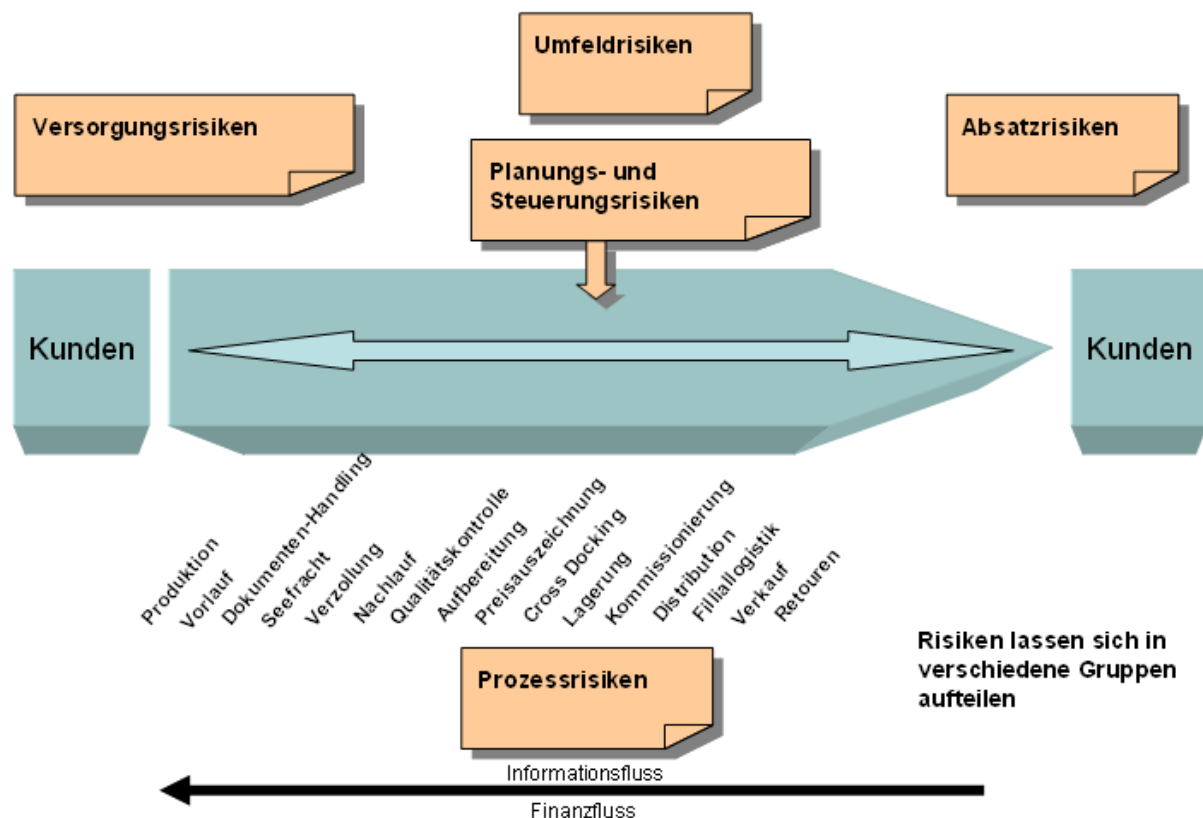 Umfeldrisiken
Versorgungsrisiken
Absatzrisiken
Planungs- und
Steuerungsrisiken
Kunden
Kunden
Produktion
Vorlauf
Dokumenten-Handling
Seefracht
Verzollung
Nachlauf
Qualitätskontrolle
Aufbereitung
Preisauszeichnung
Cross Docking
Lagerung
Kommissionierung
Distribution
Filliallogistik
Verkauf
Retouren
Risiken lassen sich in
verschiedene Gruppen
aufteilen
Prozessrisiken
Informationsfluss
Finanzfluss